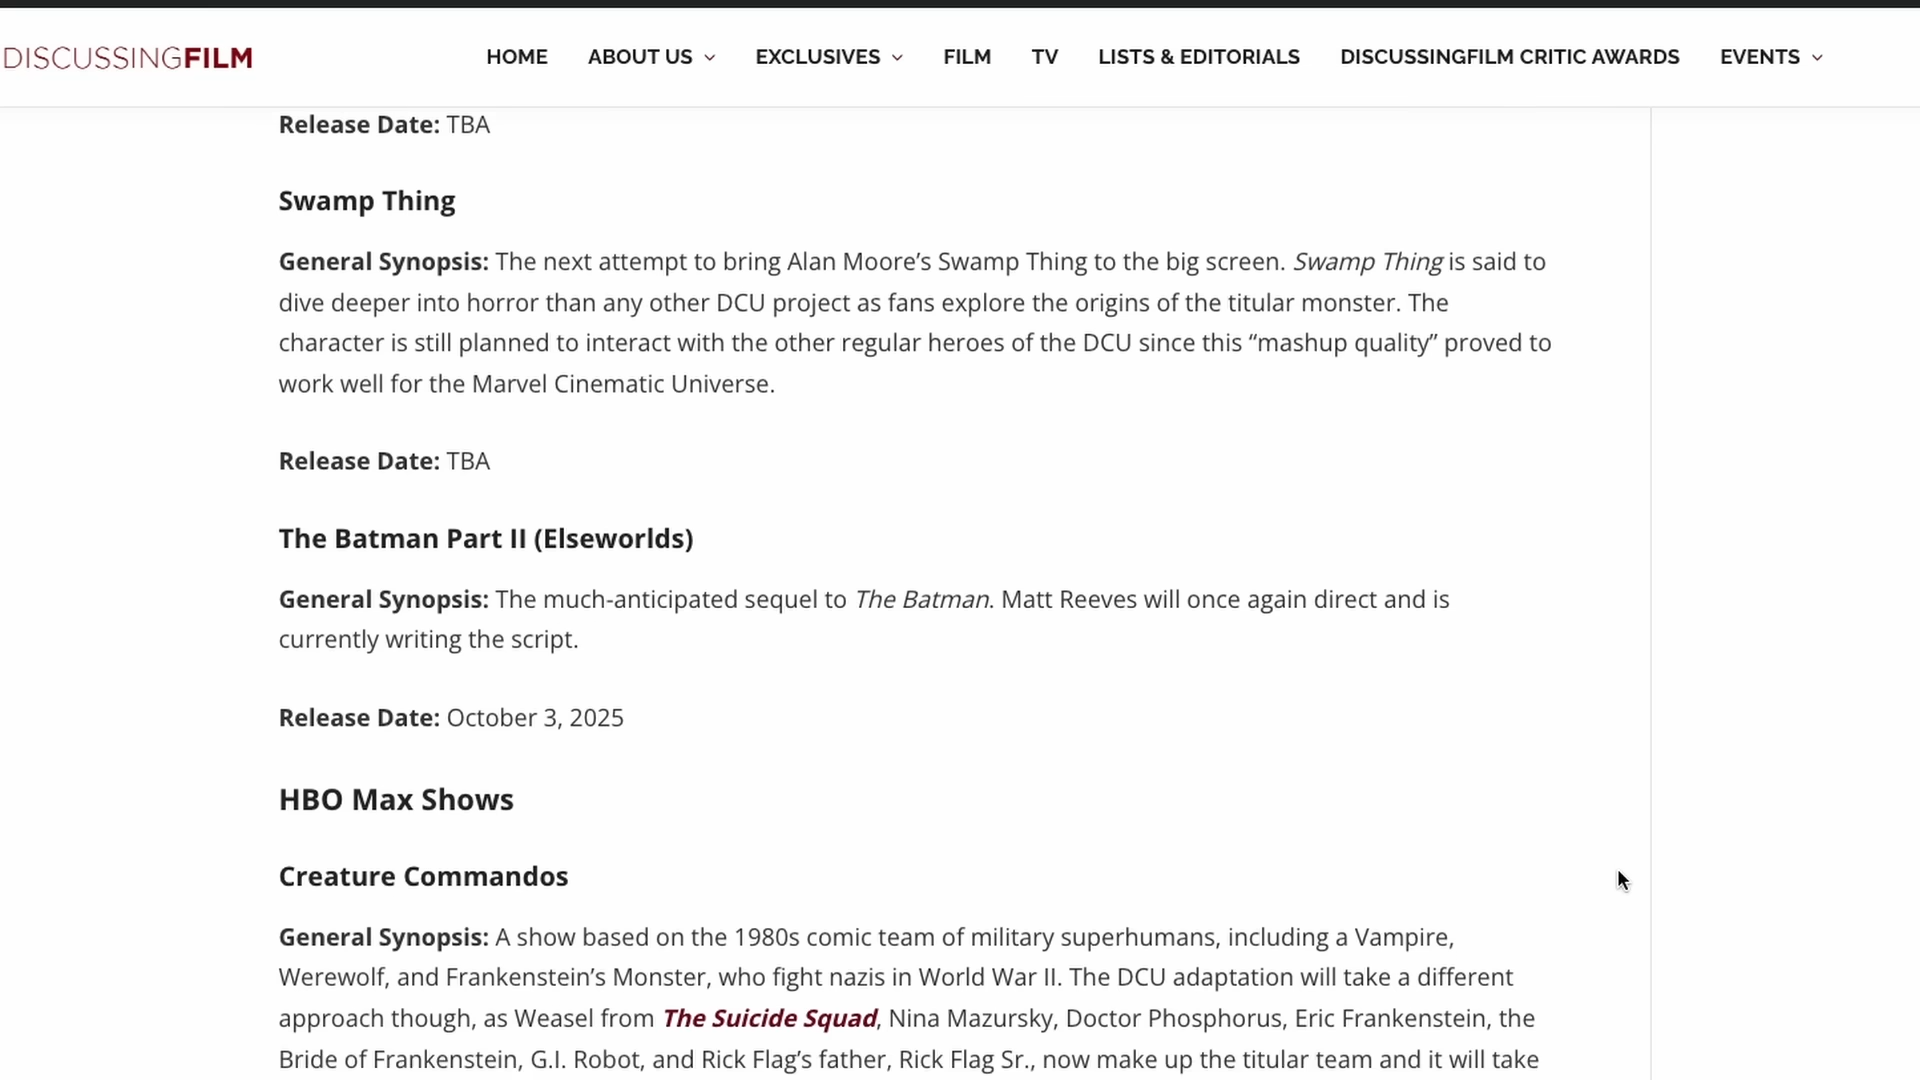 DISCUSSINGFILM
HOME ABOUT US EXCLUSIVES FILM TV LISTS & EDITORIALS DISCUSSINGFILM CRITIC AWARDS EVENTS
Release Date: TBA
Swamp Thing
General Synopsis: The next attempt to bring Alan Moore’s Swamp Thing to the big screen. Swamp Thing is said to
dive deeper into horror than any other DCU project as fans explore the origins of the titular monster. The
character is still planned to interact with the other regular heroes of the DCU since this “mashup quality” proved to
work well for the Marvel Cinematic Universe.
Release Date: TBA
The Batman Part II (Elseworlds)
General Synopsis: The much-anticipated sequel to The Batman. Matt Reeves will once again direct and is
currently writing the script.
Release Date: October 3, 2025
HBO Max Shows
Creature Commandos
General Synopsis: A show based on the 1980s comic team of military superhumans, including a Vampire,
Werewolf, and Frankenstein’s Monster, who fight nazis in World War II. The DCU adaptation will take a different
approach though, as Weasel from The Suicide Squad, Nina Mazursky, Doctor Phosphorus, Eric Frankenstein, the
Bride of Frankenstein, G.I. Robot, and Rick Flag’s father, Rick Flag Sr., now make up the titular team and it will take